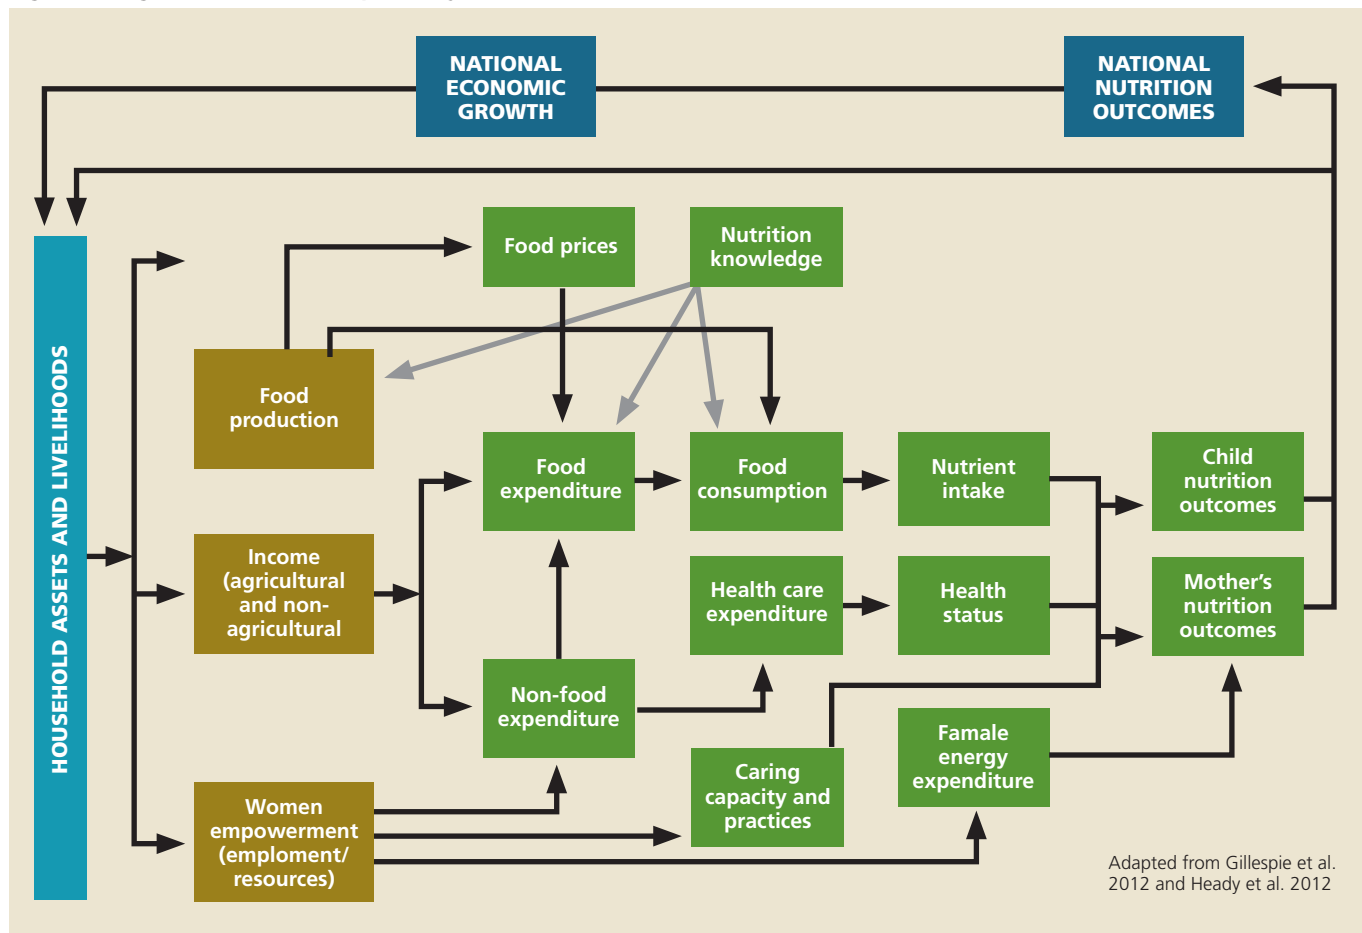 NATIONAL
ECONOMIC
GROWTH
NATIONAL
NUTRITION
OUTCOMES
HOUSEHOLD ASSETS AND LIVELIHOODS
Food prices
Nutrition
knowledge
Food
production
Food
expenditure
Food
consumption
Nutrient
intake
Child
nutrition
outcomes
Income
(agricultural
and non-
agricultural
Health care
expenditure
Health
status
Mother’s
nutrition
outcomes
Non-food
expenditure
Women
empowerment
(emploment/
resources)
Caring
capacity and
practices
Famale
energy
expenditure
Adapted from Gillespie et al.
2012 and Heady et al. 2012